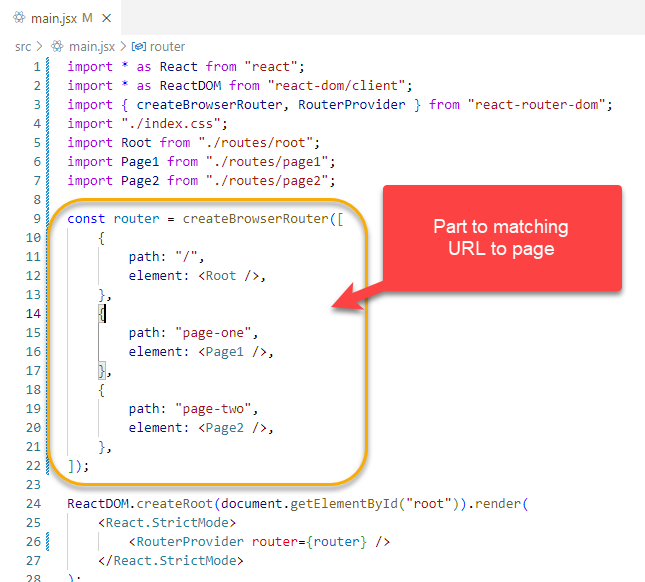 main.jsx M ×
src > main.jsx > router
1 import * as React from "react";
2 import * as ReactDOM from "react-dom/client";
3 import { createBrowserRouter, RouterProvider } from "react-router-dom";
4 import "./index.css";
5 import Root from "./routes/root";
6 import Page1 from "./routes/page1";
7 import Page2 from "./routes/page2";
8
9 const router = createBrowserRouter([
10 {
11 path: "/",
12 element: <Root />,
13 },
14 {
15 path: "page-one",
16 element: <Page1 />,
17 },
18 {
19 path: "page-two",
20 element: <Page2 />,
21 },
22 ]);
23
24 ReactDOM.createRoot(document.getElementById("root")).render(
25 <React.StrictMode>
26 <RouterProvider router={router} />
27 </React.StrictMode>
28 );
Part to matching
URL to page